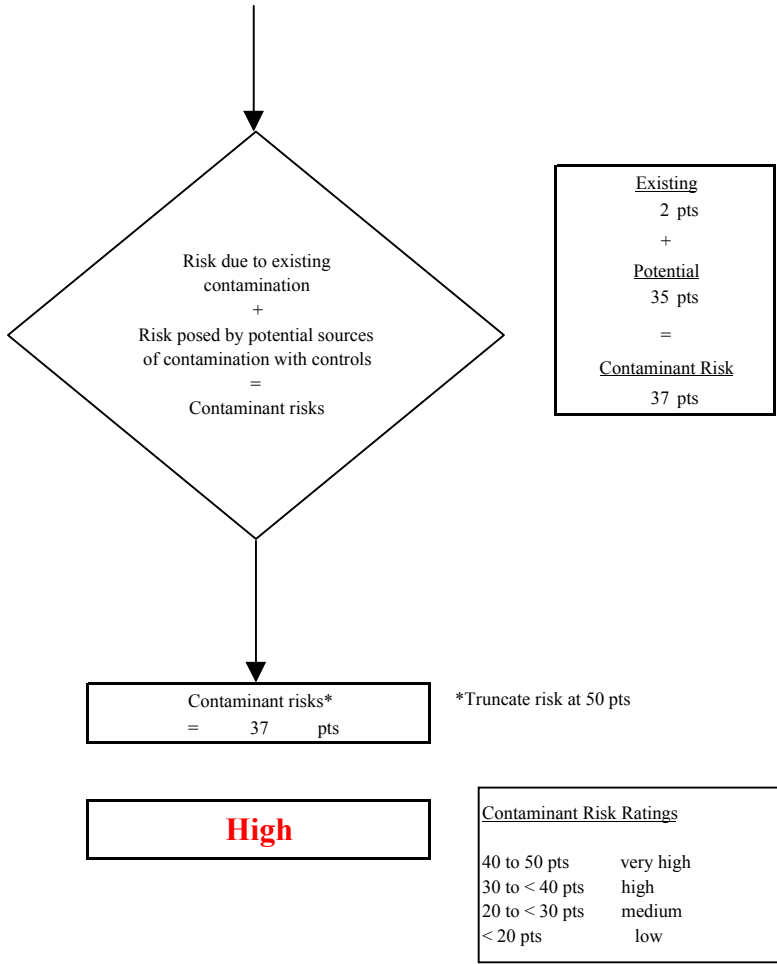 Risk due to existing
contamination
+
Risk posed by potential sources
of contamination with controls
=
Contaminant risks
Existing
2 pts
+
Potential
35 pts
=
Contaminant Risk
37 pts
Contaminant risks*
= 37 pts
*Truncate risk at 50 pts
High
Contaminant Risk Ratings
40 to 50 pts very high
30 to < 40 pts high
20 to < 30 pts medium
< 20 pts low